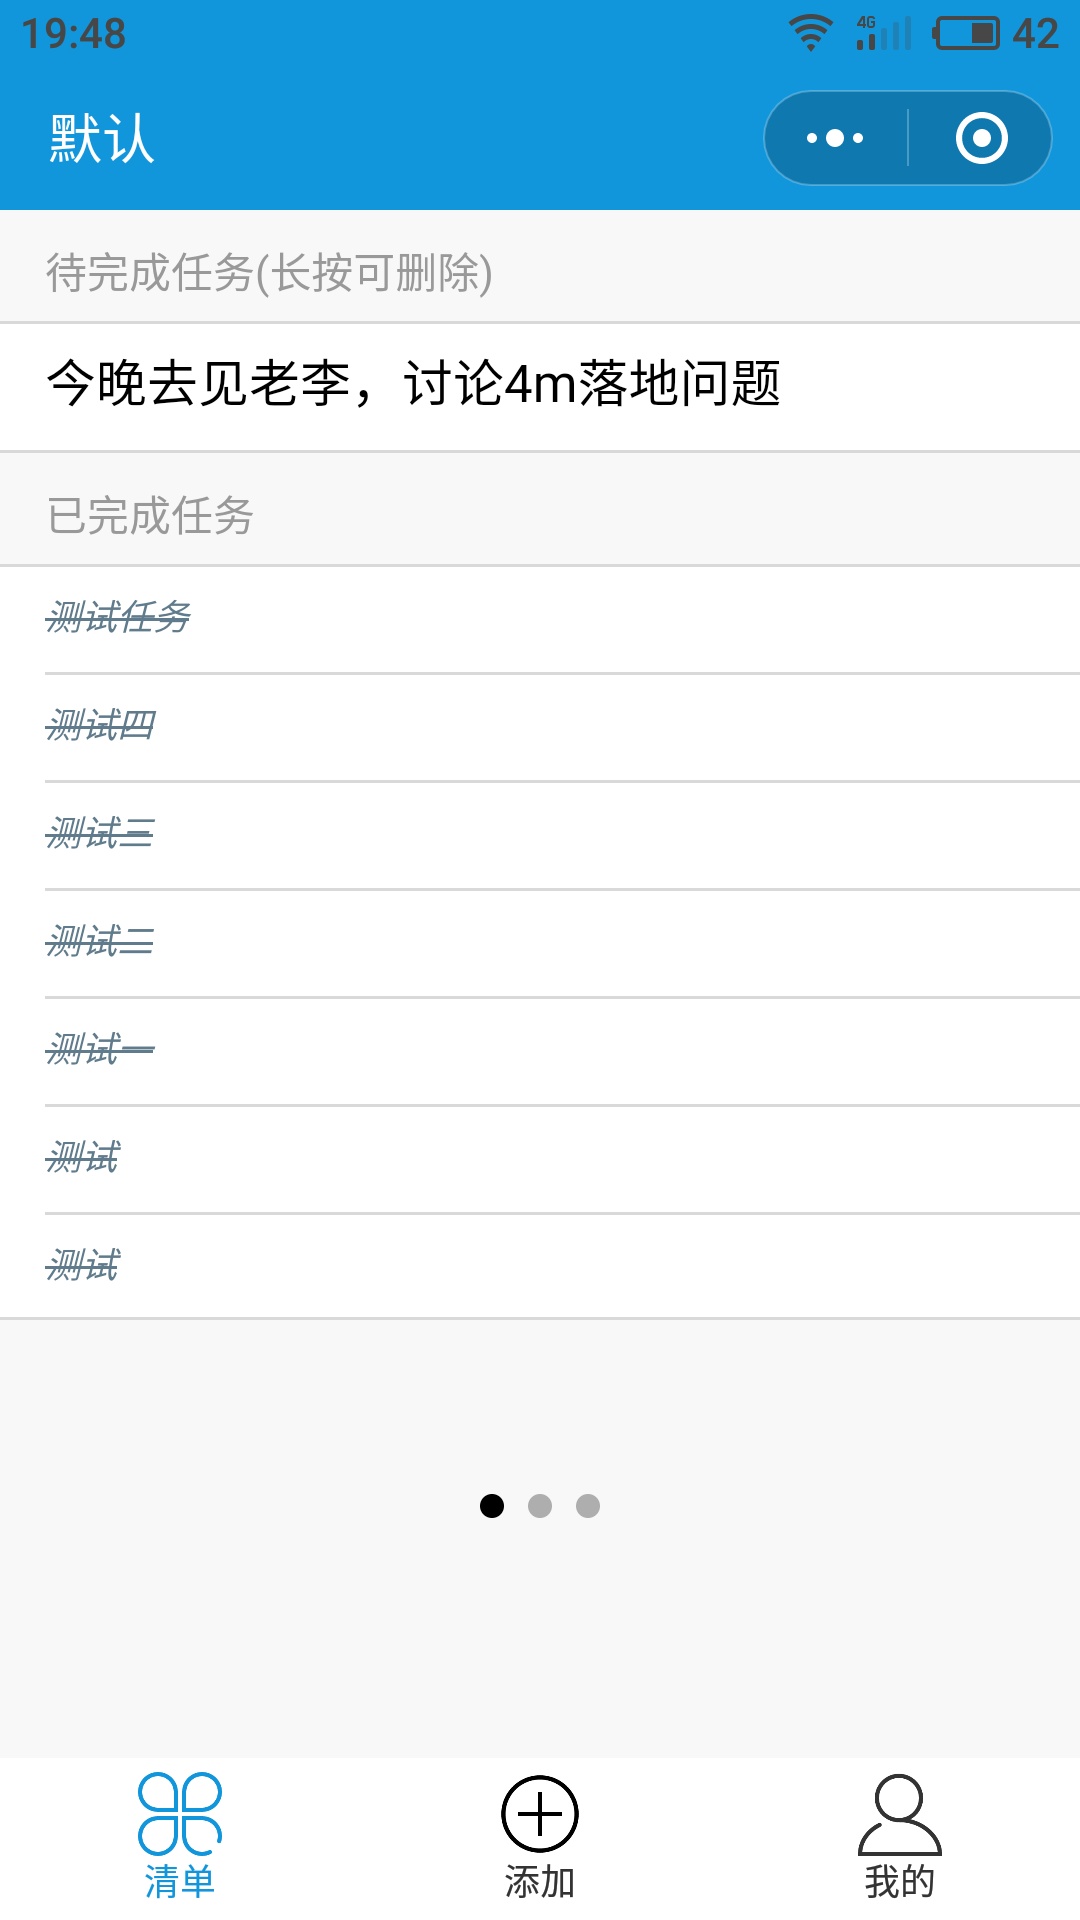 19:48
4G
42
默认
待完成任务(长按可删除)
今晚去见老李，讨论4m落地问题
已完成任务
测试任务
测试四
测试三
测试二
测试一
测试
测试
清单
添加
我的